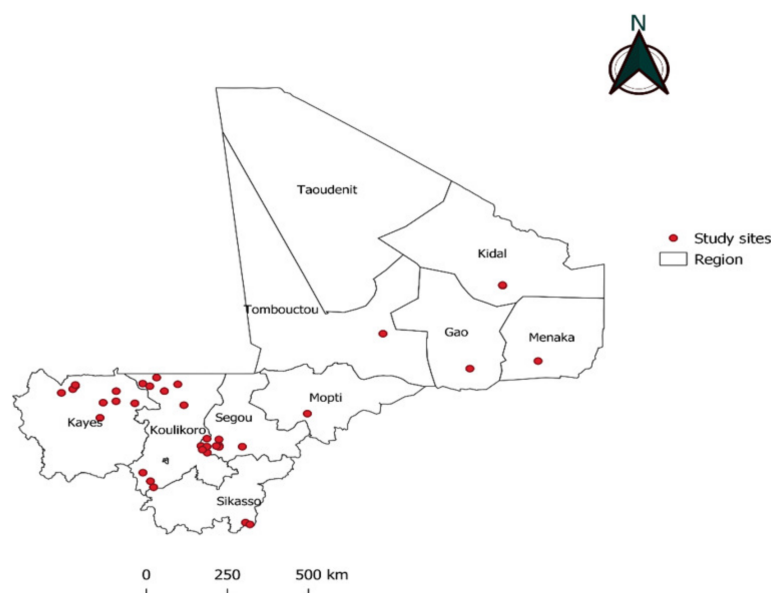 N
Taoudenit
Study sites
Kidal
Region
Tombouctou
Gao
Menaka
Mopti
Segou
Kayes
Koulikoro
Sikasso
0 250 500 km